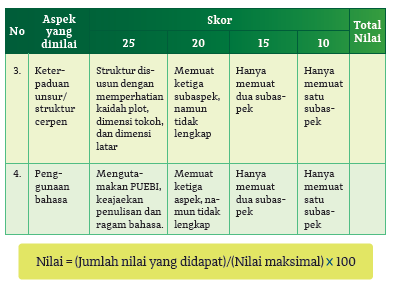 No
Aspek
yang
dinilai
Skor
Total
Nilai
25
20
15
10
3.
Keter-
paduan
unsur/
struktur
cerpen
Struktur dis-
usun dengan
memperhatian
kaidah plot,
dimensi tokoh,
dan dimensi
latar
Memuat
ketiga
subaspek,
namun
tidak
lengkap
Hanya
memuat
dua subas-
pek
Hanya
memuat
satu
subas-
pek
4.
Peng-
gunaan
bahasa
Menguta-
makan PUEBI,
keajekan
penulisan dan
ragam bahasa.
Memuat
ketiga
aspek, na-
mun tidak
lengkap
Hanya
memuat
dua subas-
pek
Hanya
memuat
satu
subas-
pek
Nilai = (Jumlah nilai yang didapat)/(Nilai maksimal) x 100